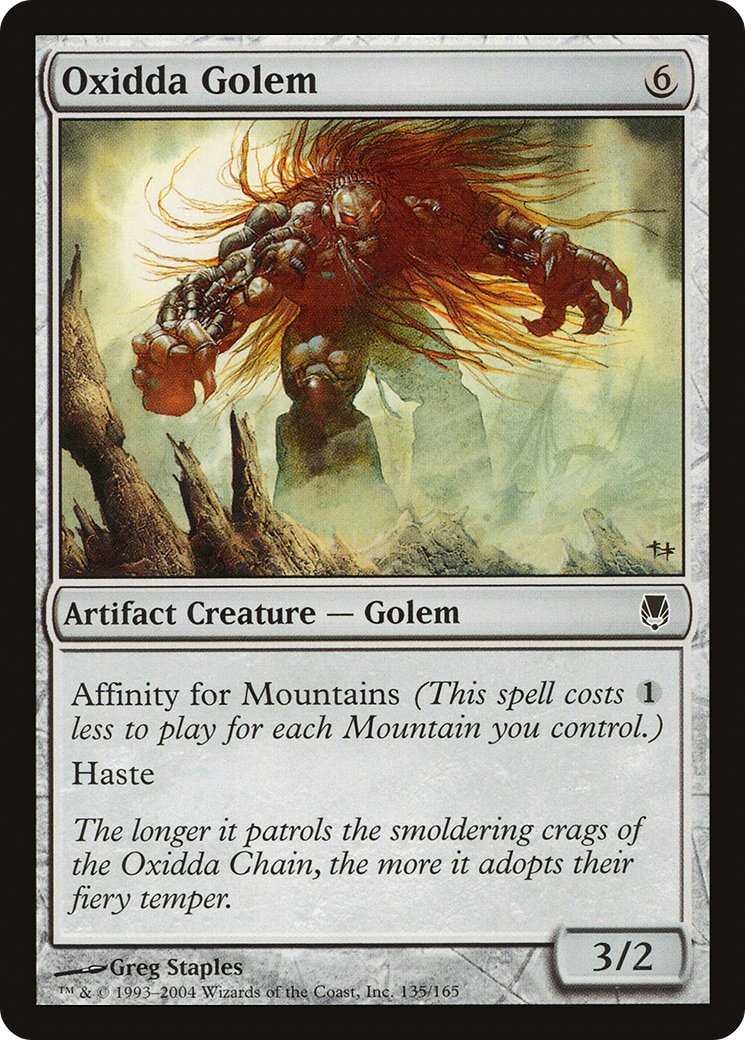 Oxidda Golem 6
Artifact Creature — Golem
Affinity for Mountains (This spell costs 1
less to play for each Mountain you control.)
Haste
The longer it patrols the smoldering crags of
the Oxidda Chain, the more it adopts their
fiery temper.
3/2
Greg Staples
™ & © 1993–2004 Wizards of the Coast, Inc. 135/165